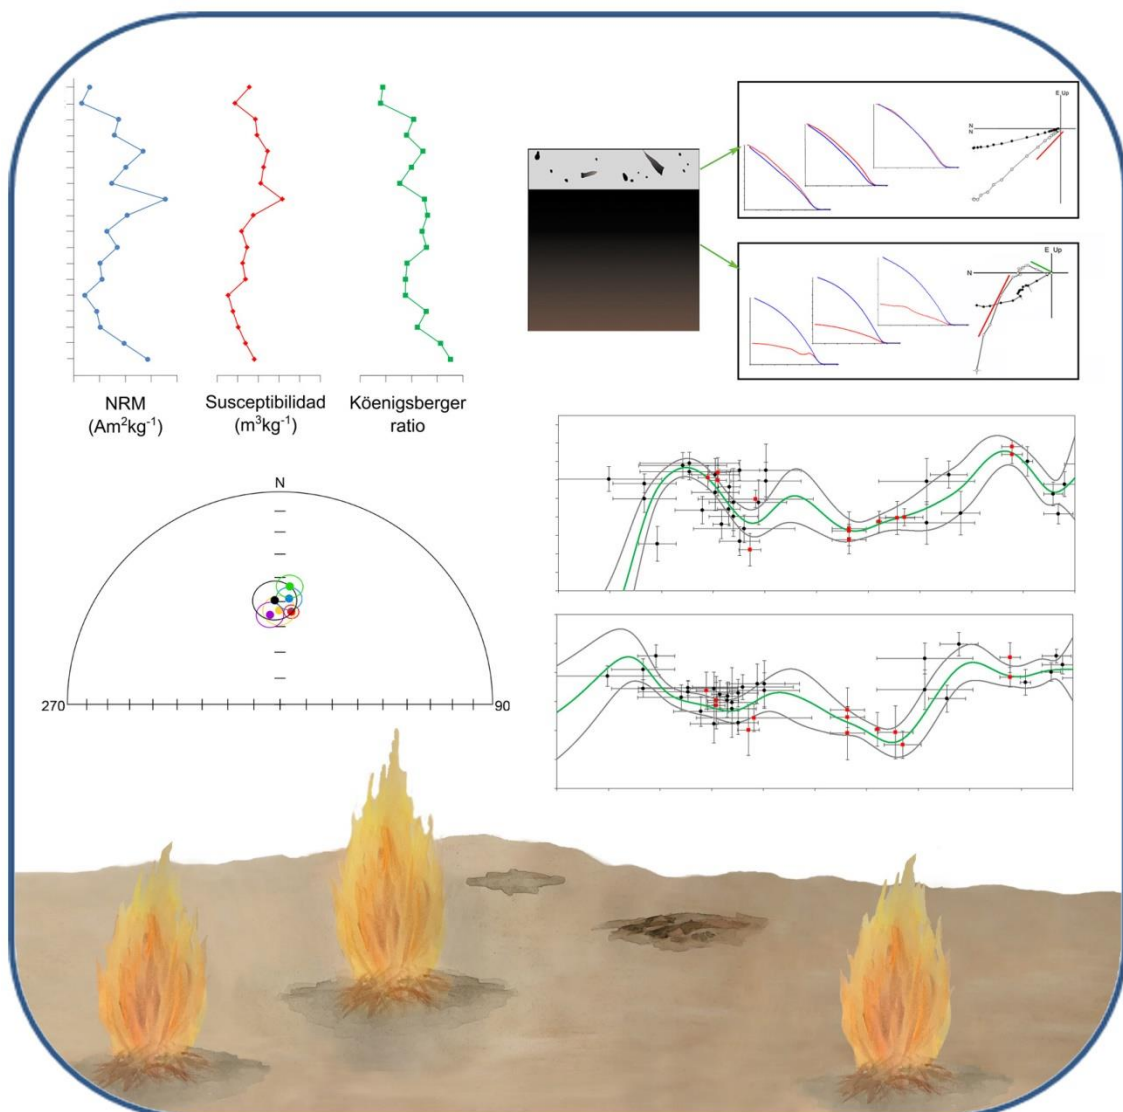 NRM
(Am²kg⁻¹)
Susceptibilidad
(m³kg⁻¹)
Köenigsberger
ratio
E Up
N
N
E Up
N
N
270
90